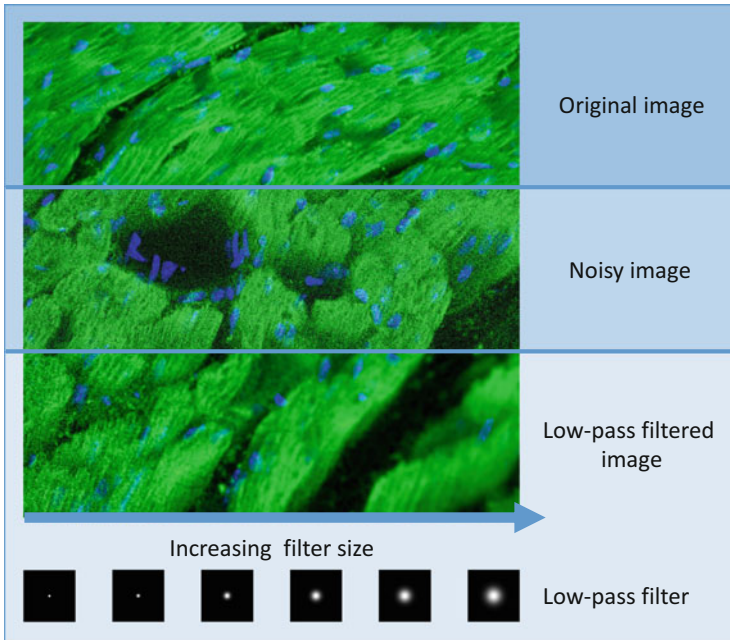 Original image
Noisy image
Low-pass filtered
image
Increasing filter size
Low-pass filter